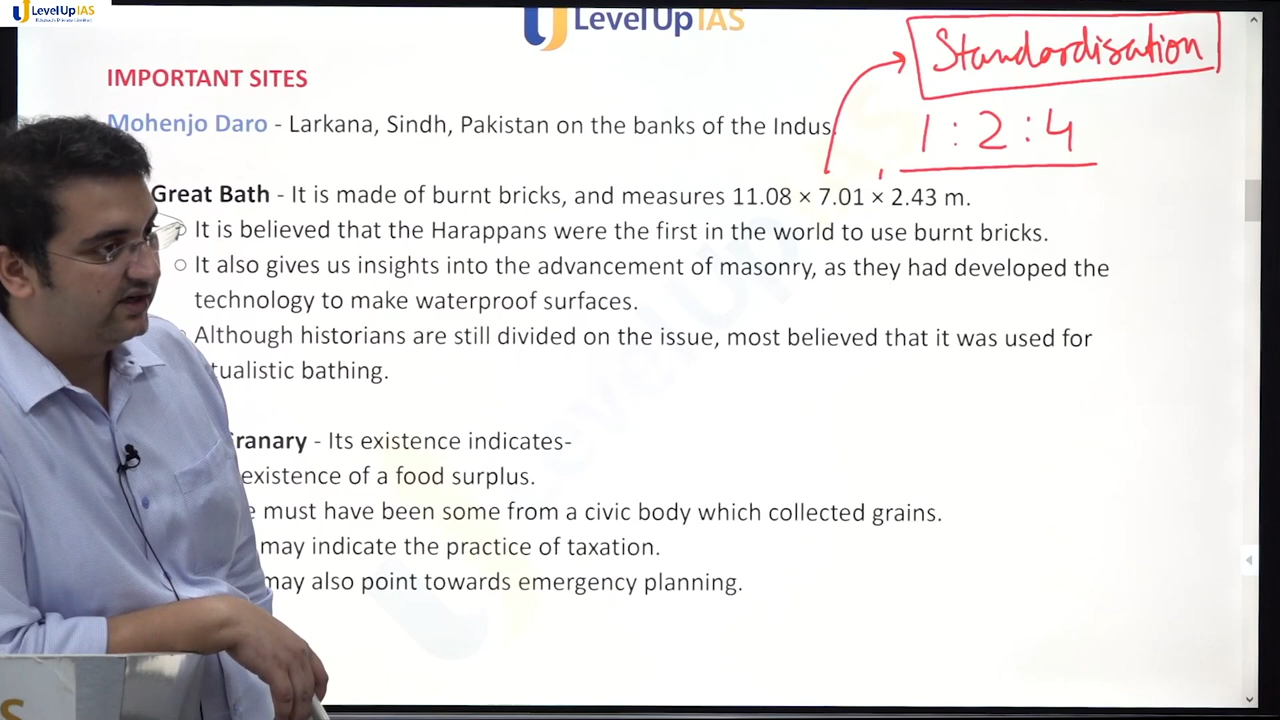 LevelUp IAS
LevelUp IAS
Standardisation
IMPORTANT SITES
1 : 2 : 4
Mohenjo Daro - Larkana, Sindh, Pakistan on the banks of the Indus.
Great Bath - It is made of burnt bricks, and measures 11.08 × 7.01 × 2.43 m.
It is believed that the Harappans were the first in the world to use burnt bricks.
○ It also gives us insights into the advancement of masonry, as they had developed the
technology to make waterproof surfaces.
Although historians are still divided on the issue, most believed that it was used for
tualistic bathing.
ranary - Its existence indicates-
existence of a food surplus.
e must have been some from a civic body which collected grains.
may indicate the practice of taxation.
may also point towards emergency planning.